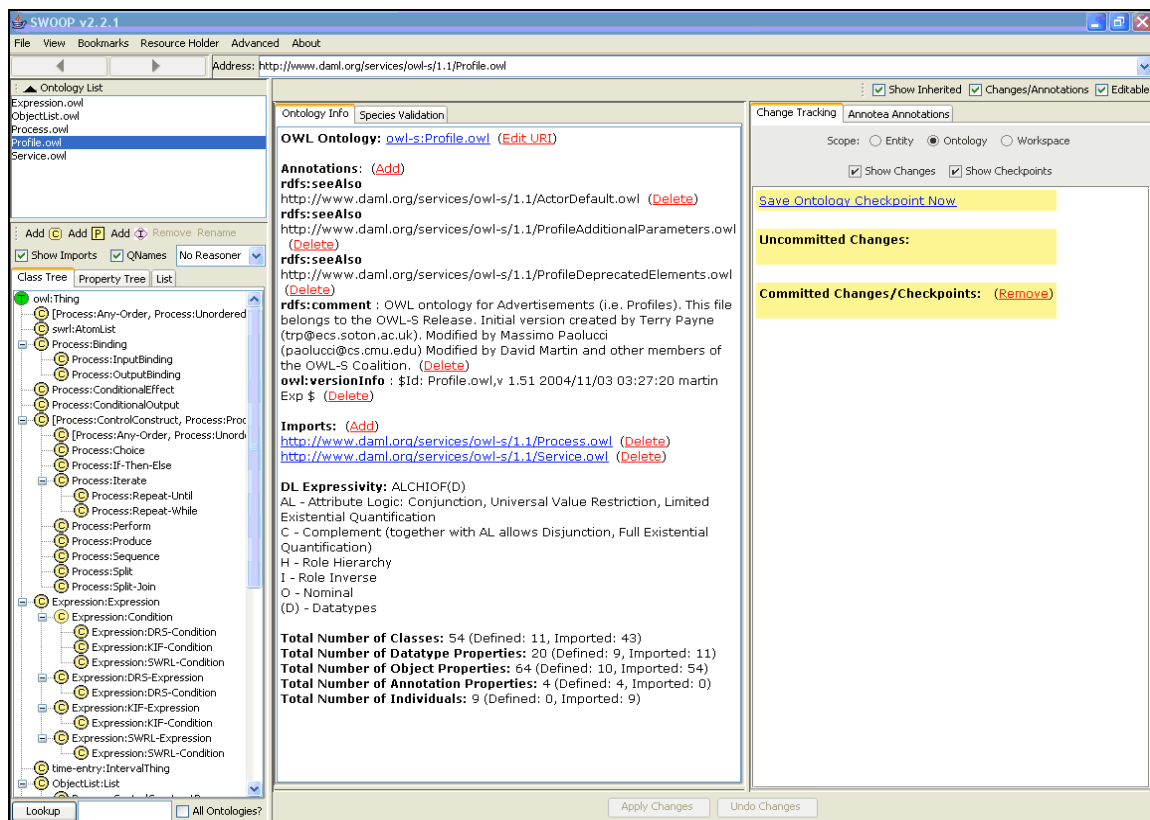 SWOOP v2.2.1
File View Bookmarks Resource Holder Advanced About
Address: http://www.daml.org/services/owl-s/1.1/Profile.owl
Show Inherited Changes/Annotations Editable
Ontology List
Expression.owl
ObjectList.owl
Process.owl
Profile.owl
Service.owl
Add C Add P Add I Remove Rename
Show Imports QNames No Reasoner
Class Tree Property Tree List
T owl:Thing
C [Process:Any-Order, Process:Unordered
C swrl:AtomList
C Process:Binding
C Process:InputBinding
C Process:OutputBinding
C Process:ConditionalEffect
C Process:ConditionalOutput
C [Process:ControlConstruct, Process:Proc
C [Process:Any-Order, Process:Unord
C Process:Choice
C Process:If-Then-Else
C Process:Iterate
C Process:Repeat-Until
C Process:Repeat-While
C Process:Perform
C Process:Produce
C Process:Sequence
C Process:Split
C Process:Split-Join
C Expression:Expression
C Expression:Condition
C Expression:DRS-Condition
C Expression:KIF-Condition
C Expression:SWRL-Condition
C Expression:DRS-Expression
C Expression:DRS-Condition
C Expression:KIF-Expression
C Expression:KIF-Condition
C Expression:SWRL-Expression
C Expression:SWRL-Condition
C time-entry:IntervalThing
C ObjectList:List
Lookup All Ontologies?
Ontology Info Species Validation
OWL Ontology: owl-s:Profile.owl (Edit URI)
Annotations: (Add)
rdfs:seeAlso
http://www.daml.org/services/owl-s/1.1/ActorDefault.owl (Delete)
rdfs:seeAlso
http://www.daml.org/services/owl-s/1.1/ProfileAdditionalParameters.owl
(Delete)
rdfs:seeAlso
http://www.daml.org/services/owl-s/1.1/ProfileDeprecatedElements.owl
(Delete)
rdfs:comment : OWL ontology for Advertisements (i.e. Profiles). This file
belongs to the OWL-S Release. Initial version created by Terry Payne
(trp@ecs.soton.ac.uk). Modified by Massimo Paolucci
(paolucci@cs.cmu.edu) Modified by David Martin and other members of
the OWL-S Coalition. (Delete)
owl:versionInfo : $Id: Profile.owl,v 1.51 2004/11/03 03:27:20 martin
Exp $ (Delete)
Imports: (Add)
http://www.daml.org/services/owl-s/1.1/Process.owl (Delete)
http://www.daml.org/services/owl-s/1.1/Service.owl (Delete)
DL Expressivity: ALCHIOF(D)
AL - Attribute Logic: Conjunction, Universal Value Restriction, Limited
Existential Quantification
C - Complement (together with AL allows Disjunction, Full Existential
Quantification)
H - Role Hierarchy
I - Role Inverse
O - Nominal
(D) - Datatypes
Total Number of Classes: 54 (Defined: 11, Imported: 43)
Total Number of Datatype Properties: 20 (Defined: 9, Imported: 11)
Total Number of Object Properties: 64 (Defined: 10, Imported: 54)
Total Number of Annotation Properties: 4 (Defined: 4, Imported: 0)
Total Number of Individuals: 9 (Defined: 0, Imported: 9)
Change Tracking Annotea Annotations
Scope: Entity Ontology Workspace
Show Changes Show Checkpoints
Save Ontology Checkpoint Now
Uncommitted Changes:
Committed Changes/Checkpoints: (Remove)
Apply Changes Undo Changes